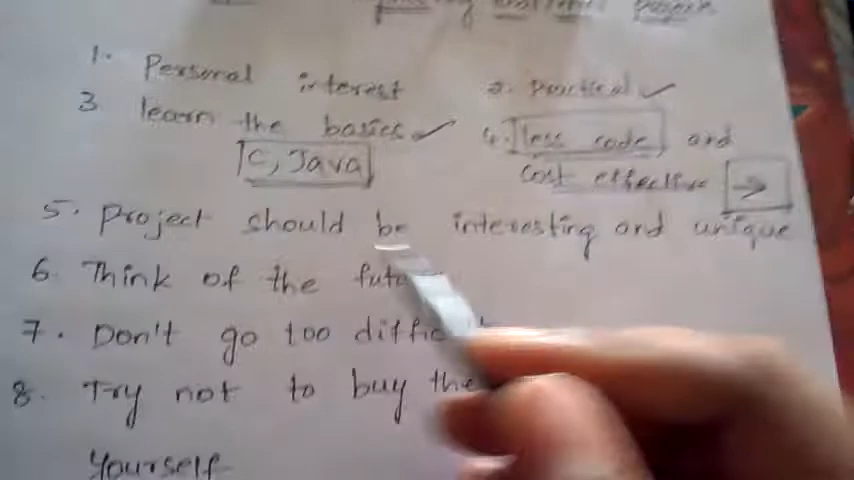 project
1. Personal interest 2. Practical ✓
3 learn the basics ✓ 4. less code, and
C, Java cost effective →
5. Project should be interesting and unique
6. Think of the
7. Don't go too
8. Try not to buy the
Yourself